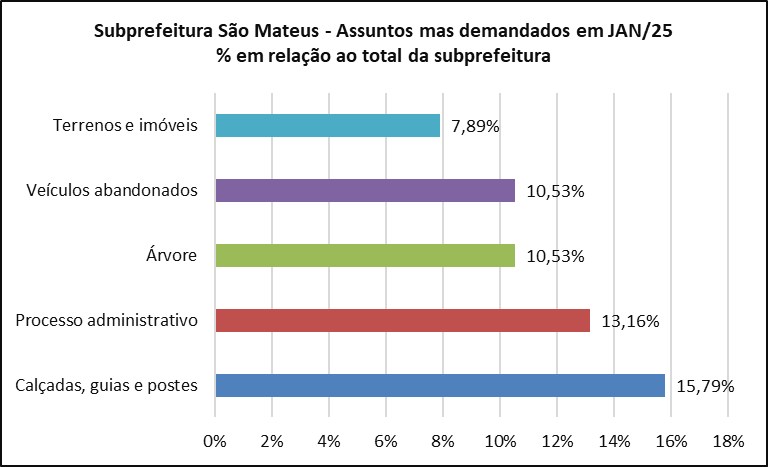 Subprefeitura São Mateus - Assuntos mas demandados em JAN/25
% em relação ao total da subprefeitura
Terrenos e imóveis 7,89%
Veículos abandonados 10,53%
Árvore 10,53%
Processo administrativo 13,16%
Calçadas, guias e postes 15,79%
0% 2% 4% 6% 8% 10% 12% 14% 16% 18%